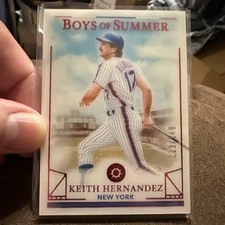 BOYS OF SUMMER
17
KEITH HERNANDEZ
NEW YORK